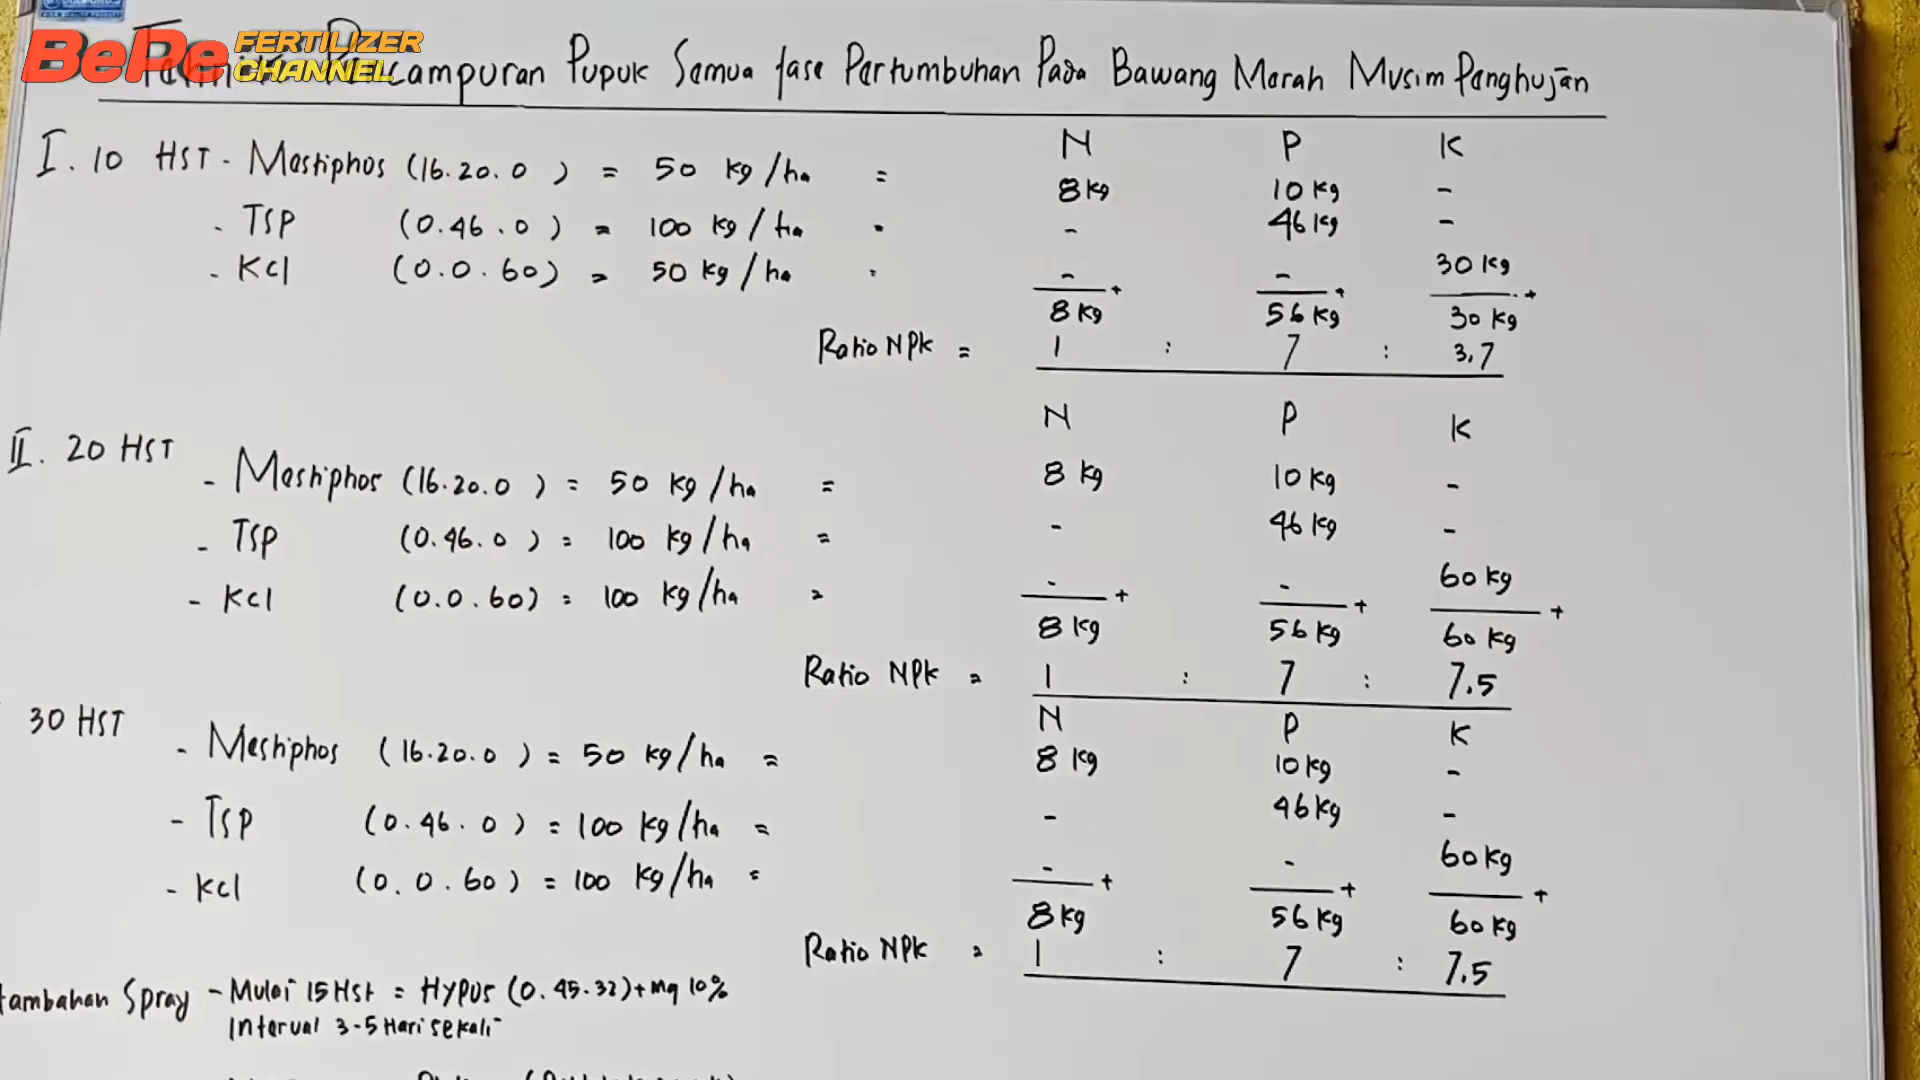 BePe FERTILIZER CHANNEL
Pencampuran Pupuk Semua fase Pertumbuhan Pada Bawang Merah Musim Penghujan
N P K
I. 10 HST - Mestiphos (16.20.0) = 50 kg/ha = 8 kg 10 kg -
- TSP (0.46.0) = 100 kg/ha = - 46 kg -
- KCl (0.0.60) = 50 kg/ha = - - 30 kg
8 kg + 56 kg + 30 kg +
Ratio NPK = 1 : 7 : 3,7
N P K
II. 20 HST - Mestiphos (16.20.0) = 50 kg/ha = 8 kg 10 kg -
- TSP (0.46.0) = 100 kg/ha = - 46 kg -
- KCl (0.0.60) = 100 kg/ha = - - 60 kg
8 kg + 56 kg + 60 kg +
Ratio NPK = 1 : 7 : 7.5
N P K
30 HST - Mestiphos (16.20.0) = 50 kg/ha = 8 kg 10 kg -
- TSP (0.46.0) = 100 kg/ha = - 46 kg -
- KCl (0.0.60) = 100 kg/ha = - - 60 kg
8 kg + 56 kg + 60 kg +
Ratio NPK = 1 : 7 : 7.5
tambahan Spray - Mulai 15 Hst = Hypos (0.45.32) + Mg 10%
Interval 3-5 Hari sekali